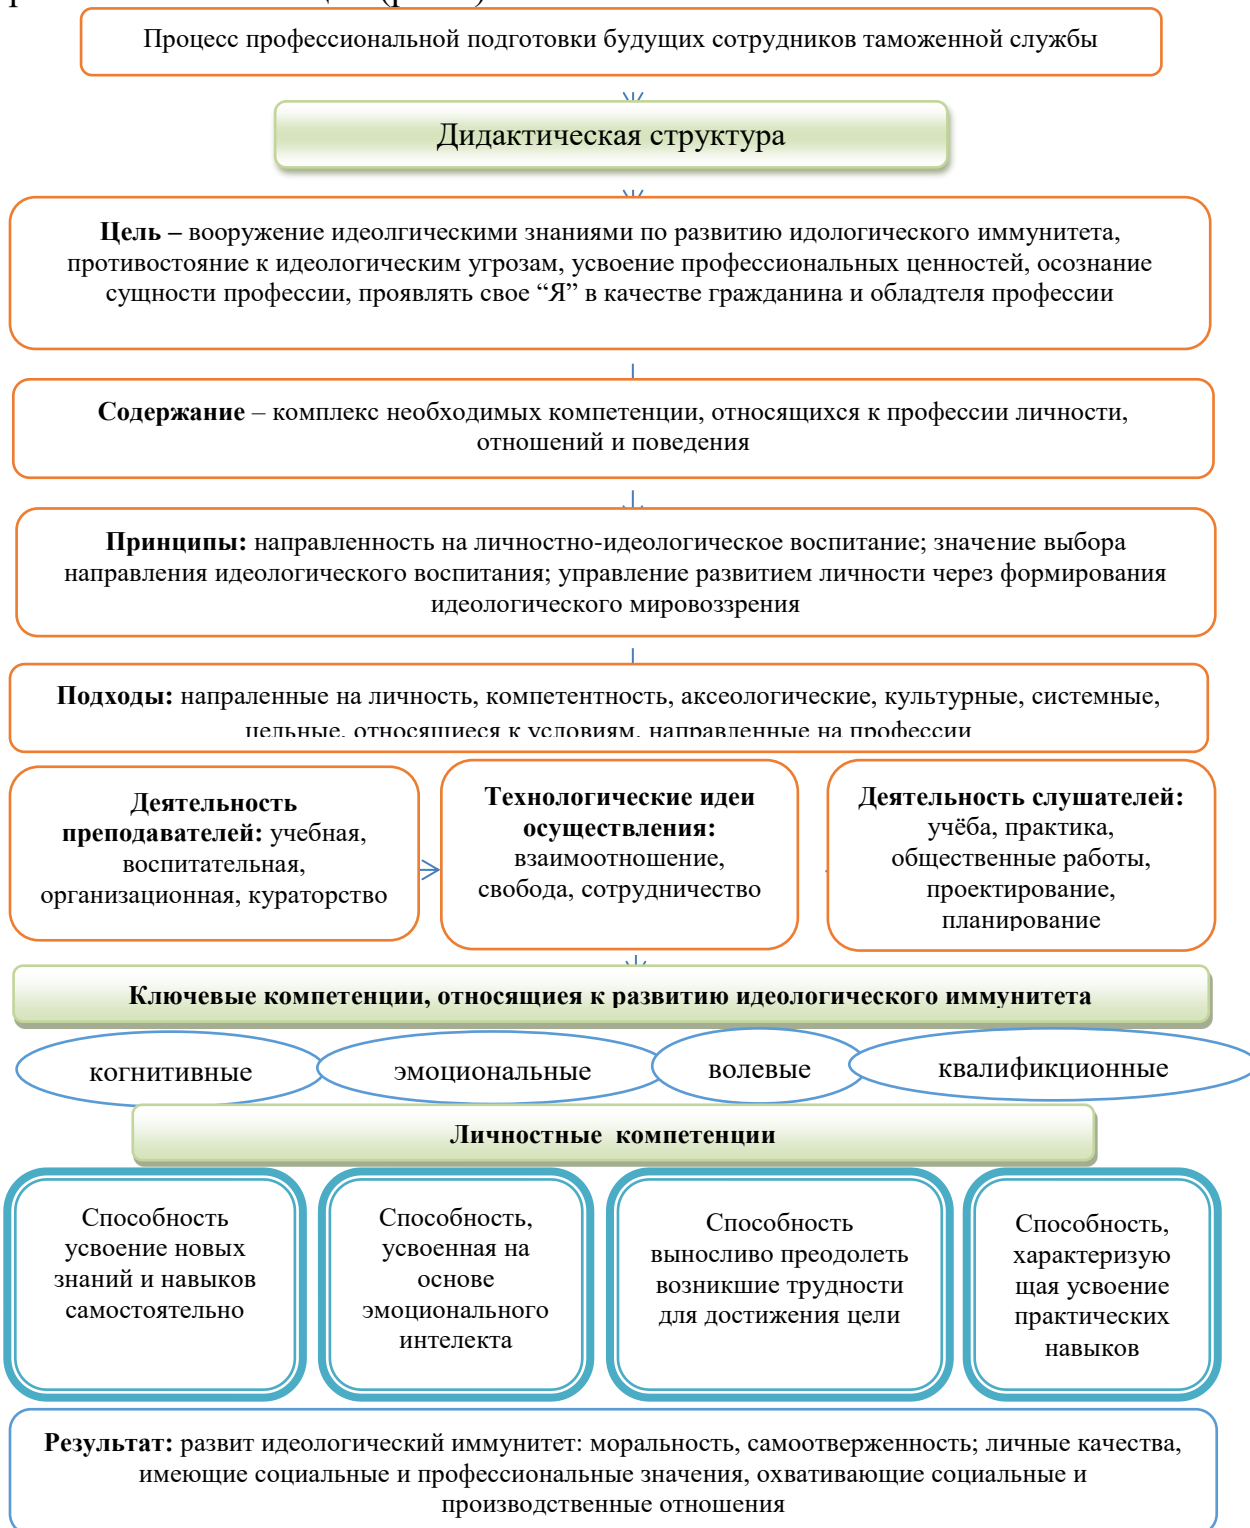 Процесс профессиональной подготовки будущих сотрудников таможенной службы
Дидактическая структура
Цель – вооружение идеолгическими знаниями по развитию идологического иммунитета,
противостояние к идеологическим угрозам, усвоение профессиональных ценностей, осознание
сущности профессии, проявлять свое “Я” в качестве гражданина и обладтеля профессии
Содержание – комплекс необходимых компетенции, относящихся к профессии личности,
отношений и поведения
Принципы: направленность на личностно-идеологическое воспитание; значение выбора
направления идеологического воспитания; управление развитием личности через формирования
идеологического мировоззрения
Подходы: напраленные на личность, компетентность, аксеологические, культурные, системные,
цельные, относящиеся к условиям, направленные на профессии
Деятельность
преподавателей: учебная,
воспитательная,
организационная, кураторство
Технологические идеи
осуществления:
взаимоотношение,
свобода, сотрудничество
Деятельность слушателей:
учёба, практика,
общественные работы,
проектирование,
планирование
Ключевые компетенции, относящиея к развитию идеологического иммунитета
когнитивные
эмоциональные
волевые
квалификционные
Личностные компетенции
Способность
усвоение новых
знаний и навыков
самостоятельно
Способность,
усвоенная на
основе
эмоционального
интелекта
Способность
выносливо преодолеть
возникшие трудности
для достижения цели
Способность,
характеризую
щая усвоение
практических
навыков
Результат: развит идеологический иммунитет: моральность, самоотверженность; личные качества,
имеющие социальные и профессиональные значения, охвативающие социальные и
производственные отношения